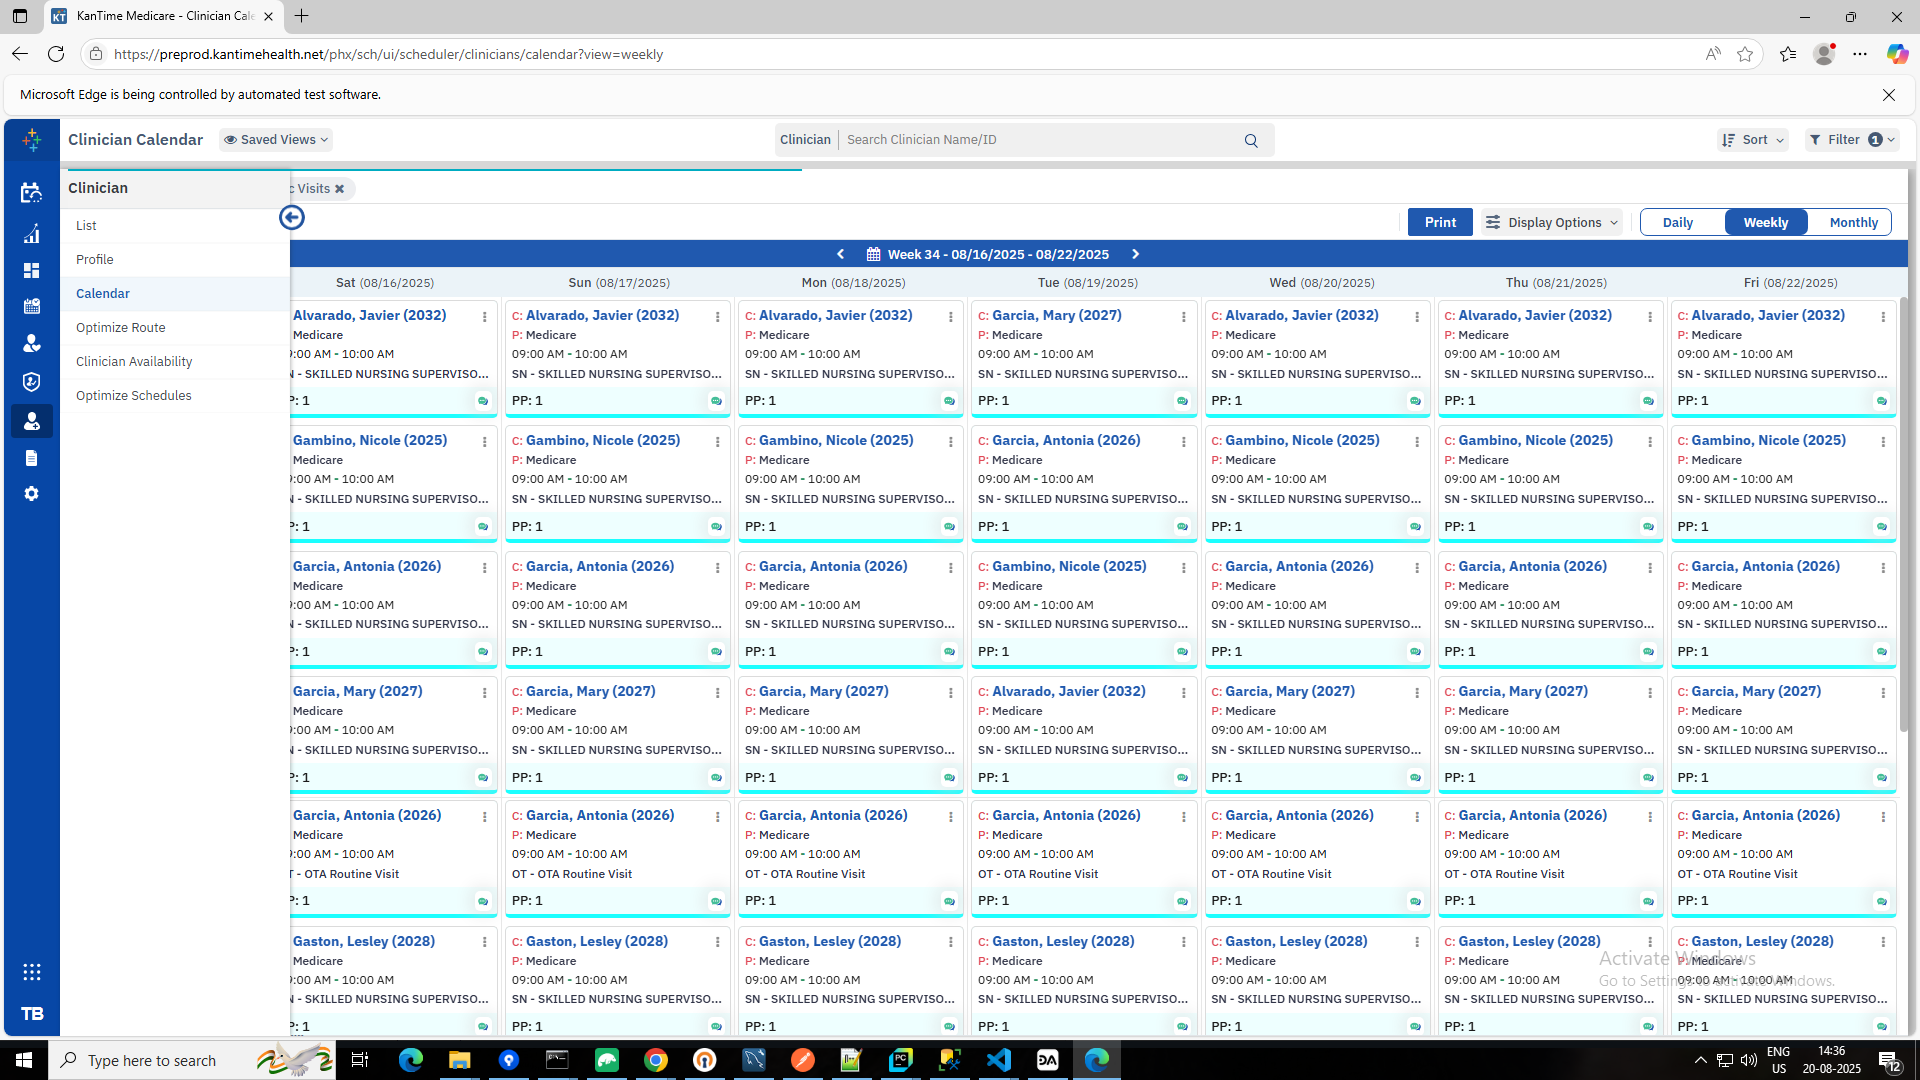 KanTime Medicare - Clinician Cale
https://preprod.kantimehealth.net/phx/sch/ui/scheduler/clinicians/calendar?view=weekly
Microsoft Edge is being controlled by automated test software.
Clinician Calendar
Saved Views
Clinician
Search Clinician Name/ID
Sort
Filter 1
Clinician
c Visits
List
Profile
Calendar
Optimize Route
Clinician Availability
Optimize Schedules
TB
Print
Display Options
Daily
Weekly
Monthly
Week 34 - 08/16/2025 - 08/22/2025
Sat (08/16/2025) Sun (08/17/2025) Mon (08/18/2025) Tue (08/19/2025) Wed (08/20/2025) Thu (08/21/2025) Fri (08/22/2025)
Alvarado, Javier (2032) C: Alvarado, Javier (2032) C: Alvarado, Javier (2032) C: Garcia, Mary (2027) C: Alvarado, Javier (2032) C: Alvarado, Javier (2032) C: Alvarado, Javier (2032)
Medicare P: Medicare P: Medicare P: Medicare P: Medicare P: Medicare P: Medicare
:00 AM - 10:00 AM 09:00 AM - 10:00 AM 09:00 AM - 10:00 AM 09:00 AM - 10:00 AM 09:00 AM - 10:00 AM 09:00 AM - 10:00 AM 09:00 AM - 10:00 AM
- SKILLED NURSING SUPERVISO... SN - SKILLED NURSING SUPERVISO... SN - SKILLED NURSING SUPERVISO... SN - SKILLED NURSING SUPERVISO... SN - SKILLED NURSING SUPERVISO... SN - SKILLED NURSING SUPERVISO... SN - SKILLED NURSING SUPERVISO...
P: 1 PP: 1 PP: 1 PP: 1 PP: 1 PP: 1 PP: 1
Gambino, Nicole (2025) C: Gambino, Nicole (2025) C: Gambino, Nicole (2025) C: Garcia, Antonia (2026) C: Gambino, Nicole (2025) C: Gambino, Nicole (2025) C: Gambino, Nicole (2025)
Medicare P: Medicare P: Medicare P: Medicare P: Medicare P: Medicare P: Medicare
:00 AM - 10:00 AM 09:00 AM - 10:00 AM 09:00 AM - 10:00 AM 09:00 AM - 10:00 AM 09:00 AM - 10:00 AM 09:00 AM - 10:00 AM 09:00 AM - 10:00 AM
- SKILLED NURSING SUPERVISO... SN - SKILLED NURSING SUPERVISO... SN - SKILLED NURSING SUPERVISO... SN - SKILLED NURSING SUPERVISO... SN - SKILLED NURSING SUPERVISO... SN - SKILLED NURSING SUPERVISO... SN - SKILLED NURSING SUPERVISO...
P: 1 PP: 1 PP: 1 PP: 1 PP: 1 PP: 1 PP: 1
Garcia, Antonia (2026) C: Garcia, Antonia (2026) C: Garcia, Antonia (2026) C: Gambino, Nicole (2025) C: Garcia, Antonia (2026) C: Garcia, Antonia (2026) C: Garcia, Antonia (2026)
Medicare P: Medicare P: Medicare P: Medicare P: Medicare P: Medicare P: Medicare
:00 AM - 10:00 AM 09:00 AM - 10:00 AM 09:00 AM - 10:00 AM 09:00 AM - 10:00 AM 09:00 AM - 10:00 AM 09:00 AM - 10:00 AM 09:00 AM - 10:00 AM
- SKILLED NURSING SUPERVISO... SN - SKILLED NURSING SUPERVISO... SN - SKILLED NURSING SUPERVISO... SN - SKILLED NURSING SUPERVISO... SN - SKILLED NURSING SUPERVISO... SN - SKILLED NURSING SUPERVISO... SN - SKILLED NURSING SUPERVISO...
P: 1 PP: 1 PP: 1 PP: 1 PP: 1 PP: 1 PP: 1
Garcia, Mary (2027) C: Garcia, Mary (2027) C: Garcia, Mary (2027) C: Alvarado, Javier (2032) C: Garcia, Mary (2027) C: Garcia, Mary (2027) C: Garcia, Mary (2027)
Medicare P: Medicare P: Medicare P: Medicare P: Medicare P: Medicare P: Medicare
:00 AM - 10:00 AM 09:00 AM - 10:00 AM 09:00 AM - 10:00 AM 09:00 AM - 10:00 AM 09:00 AM - 10:00 AM 09:00 AM - 10:00 AM 09:00 AM - 10:00 AM
- SKILLED NURSING SUPERVISO... SN - SKILLED NURSING SUPERVISO... SN - SKILLED NURSING SUPERVISO... SN - SKILLED NURSING SUPERVISO... SN - SKILLED NURSING SUPERVISO... SN - SKILLED NURSING SUPERVISO... SN - SKILLED NURSING SUPERVISO...
P: 1 PP: 1 PP: 1 PP: 1 PP: 1 PP: 1 PP: 1
Garcia, Antonia (2026) C: Garcia, Antonia (2026) C: Garcia, Antonia (2026) C: Garcia, Antonia (2026) C: Garcia, Antonia (2026) C: Garcia, Antonia (2026) C: Garcia, Antonia (2026)
Medicare P: Medicare P: Medicare P: Medicare P: Medicare P: Medicare P: Medicare
:00 AM - 10:00 AM 09:00 AM - 10:00 AM 09:00 AM - 10:00 AM 09:00 AM - 10:00 AM 09:00 AM - 10:00 AM 09:00 AM - 10:00 AM 09:00 AM - 10:00 AM
- OTA Routine Visit OT - OTA Routine Visit OT - OTA Routine Visit OT - OTA Routine Visit OT - OTA Routine Visit OT - OTA Routine Visit OT - OTA Routine Visit
P: 1 PP: 1 PP: 1 PP: 1 PP: 1 PP: 1 PP: 1
Gaston, Lesley (2028) C: Gaston, Lesley (2028) C: Gaston, Lesley (2028) C: Gaston, Lesley (2028) C: Gaston, Lesley (2028) C: Gaston, Lesley (2028) C: Gaston, Lesley (2028)
Medicare P: Medicare P: Medicare P: Medicare P: Medicare P: Medicare P: Medicare
:00 AM - 10:00 AM 09:00 AM - 10:00 AM 09:00 AM - 10:00 AM 09:00 AM - 10:00 AM 09:00 AM - 10:00 AM 09:00 AM - 10:00 AM 09:00 AM - 10:00 AM
- SKILLED NURSING SUPERVISO... SN - SKILLED NURSING SUPERVISO... SN - SKILLED NURSING SUPERVISO... SN - SKILLED NURSING SUPERVISO... SN - SKILLED NURSING SUPERVISO... SN - SKILLED NURSING SUPERVISO... SN - SKILLED NURSING SUPERVISO...
P: 1 PP: 1 PP: 1 PP: 1 PP: 1 PP: 1 PP: 1
Activate Windows
Go to Settings to activate Windows.
Type here to search
ENG
US
14:36
20-08-2025
12